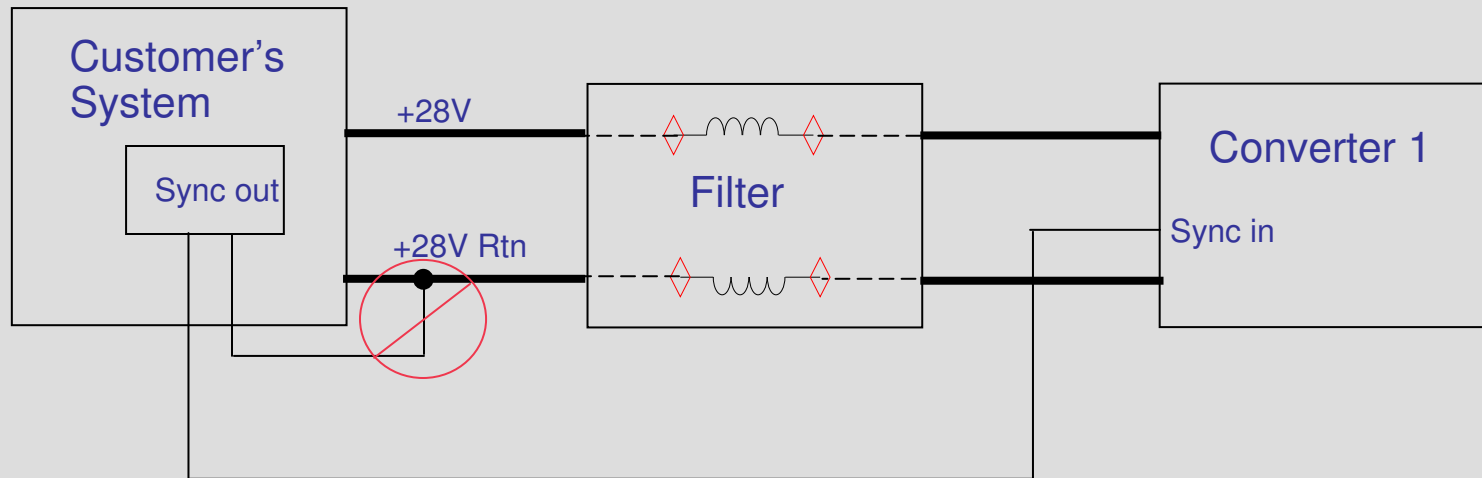 Customer’s
System
Sync out
+28V
+28V Rtn
Filter
Converter 1
Sync in